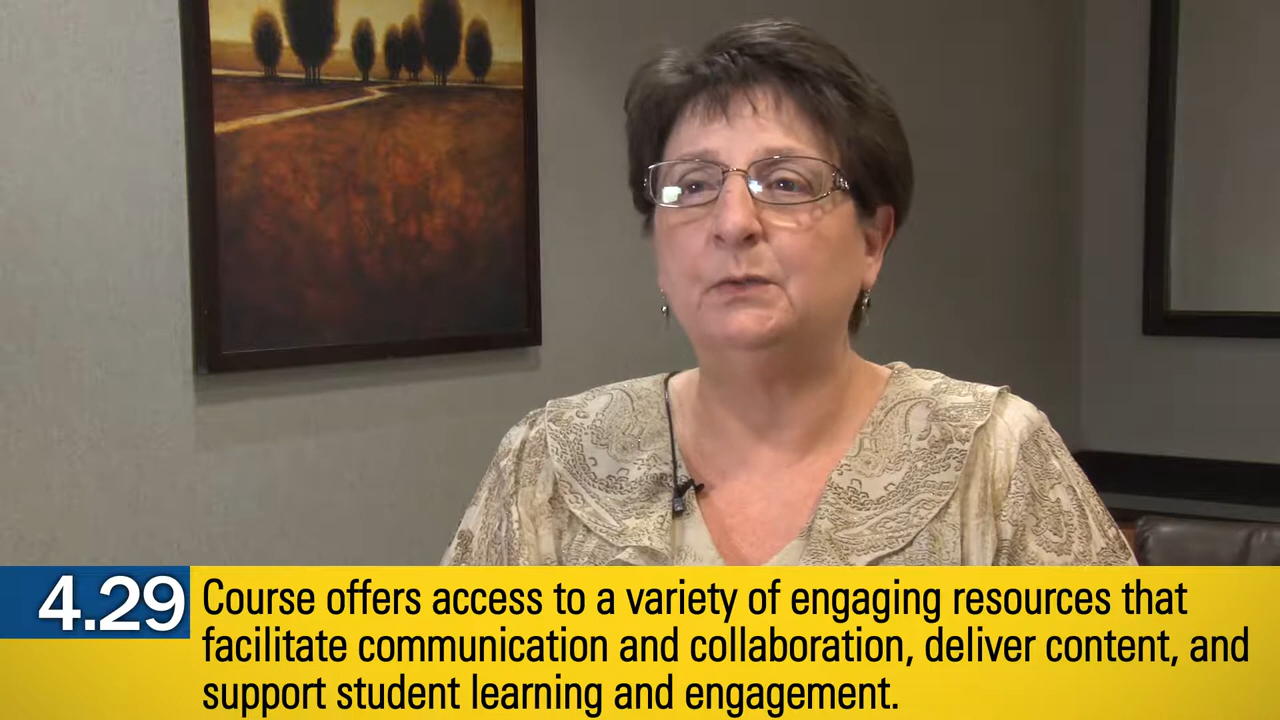 4.29
Course offers access to a variety of engaging resources that
facilitate communication and collaboration, deliver content, and
support student learning and engagement.